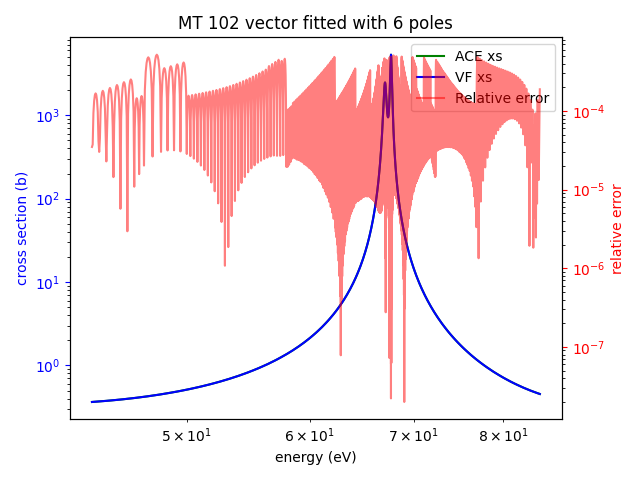 MT 102 vector fitted with 6 poles
ACE xs
VF xs
Relative error
cross section (b)
10³
10²
10¹
10⁰
10⁻⁴
10⁻⁵
10⁻⁶
10⁻⁷
relative error
5 × 10¹
6 × 10¹
7 × 10¹
8 × 10¹
energy (eV)